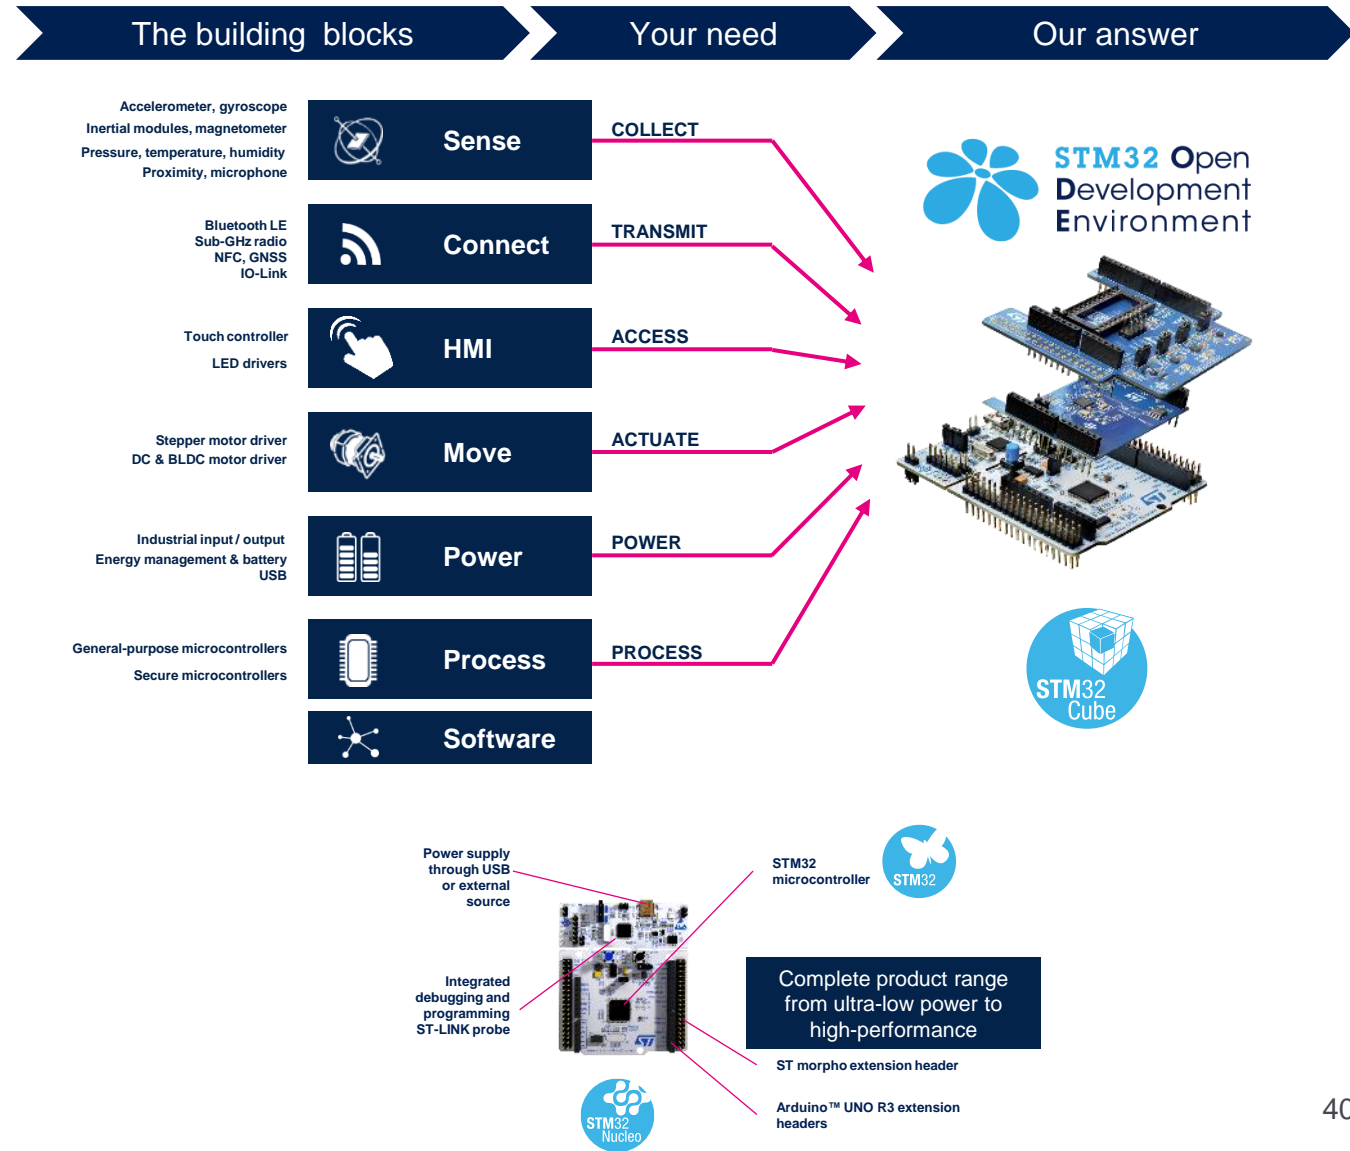 The building blocks
Your need
Our answer
Accelerometer, gyroscope
Inertial modules, magnetometer
Pressure, temperature, humidity
Proximity, microphone
Sense
COLLECT
STM32 Open
Development
Environment
Bluetooth LE
Sub-GHz radio
NFC, GNSS
IO-Link
Connect
TRANSMIT
Touch controller
LED drivers
HMI
ACCESS
Stepper motor driver
DC & BLDC motor driver
Move
ACTUATE
Industrial input / output
Energy management & battery
USB
Power
POWER
General-purpose microcontrollers
Secure microcontrollers
Process
PROCESS
STM32
Cube
Software
Power supply
through USB
or external
source
STM32
microcontroller
STM32
Integrated
debugging and
programming
ST-LINK probe
Complete product range
from ultra-low power to
high-performance
ST morpho extension header
Arduino™ UNO R3 extension
headers
STM32
Nucleo
40